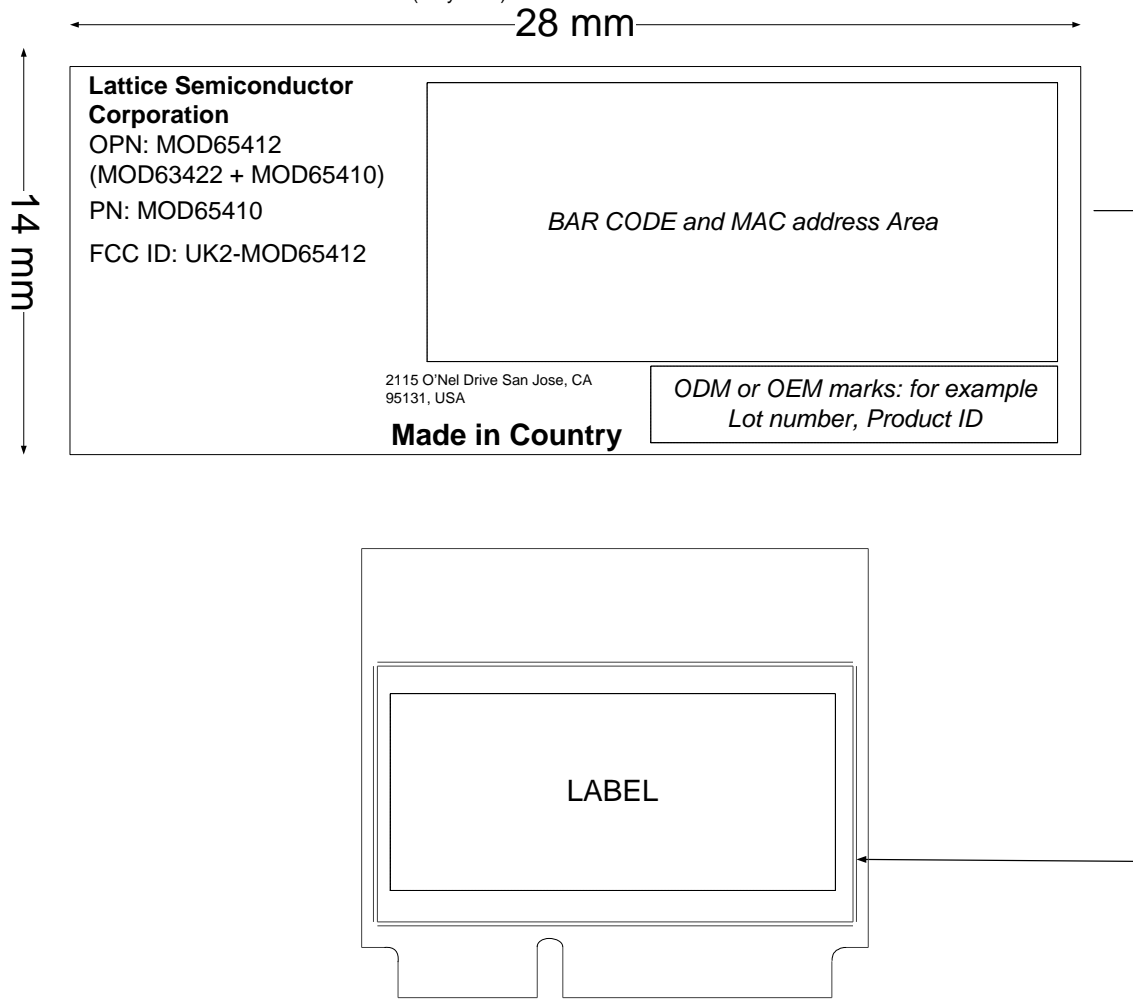 28 mm
14 mm
Lattice Semiconductor
Corporation
OPN: MOD65412
(MOD63422 + MOD65410)
PN: MOD65410
FCC ID: UK2-MOD65412
BAR CODE and MAC address Area
2115 O'Nel Drive San Jose, CA
95131, USA
Made in Country
ODM or OEM marks: for example
Lot number, Product ID
LABEL